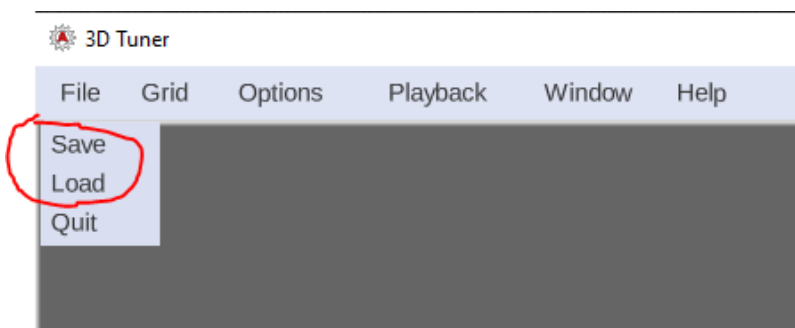 3D Tuner
File Grid Options Playback Window Help
Save
Load
Quit